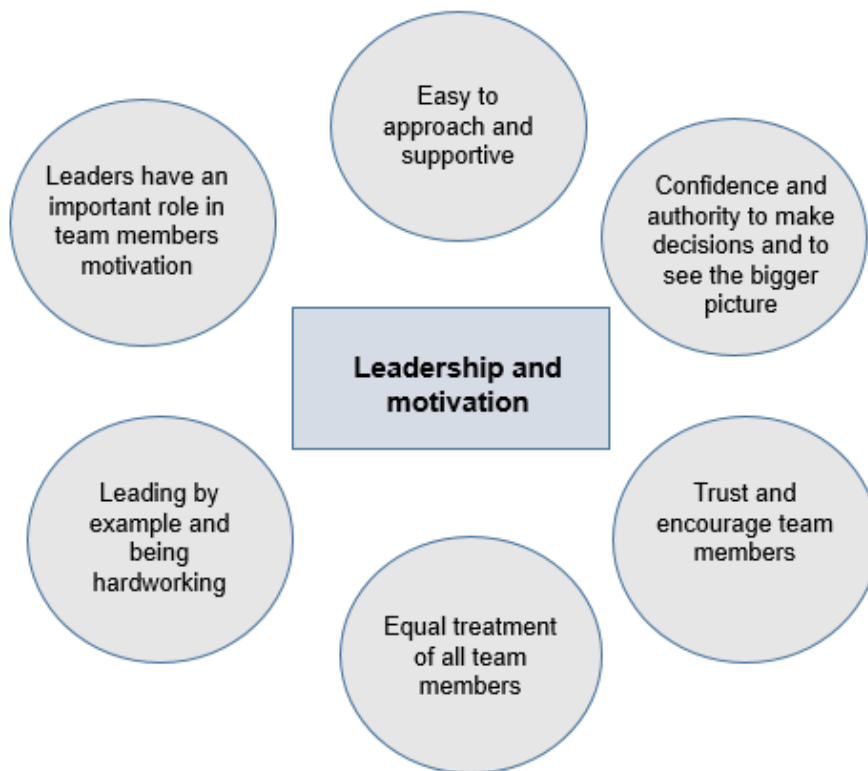 Easy to
approach and
supportive
Leaders have an
important role in
team members
motivation
Confidence and
authority to make
decisions and to
see the bigger
picture
Leadership and
motivation
Leading by
example and
being
hardworking
Trust and
encourage team
members
Equal treatment
of all team
members